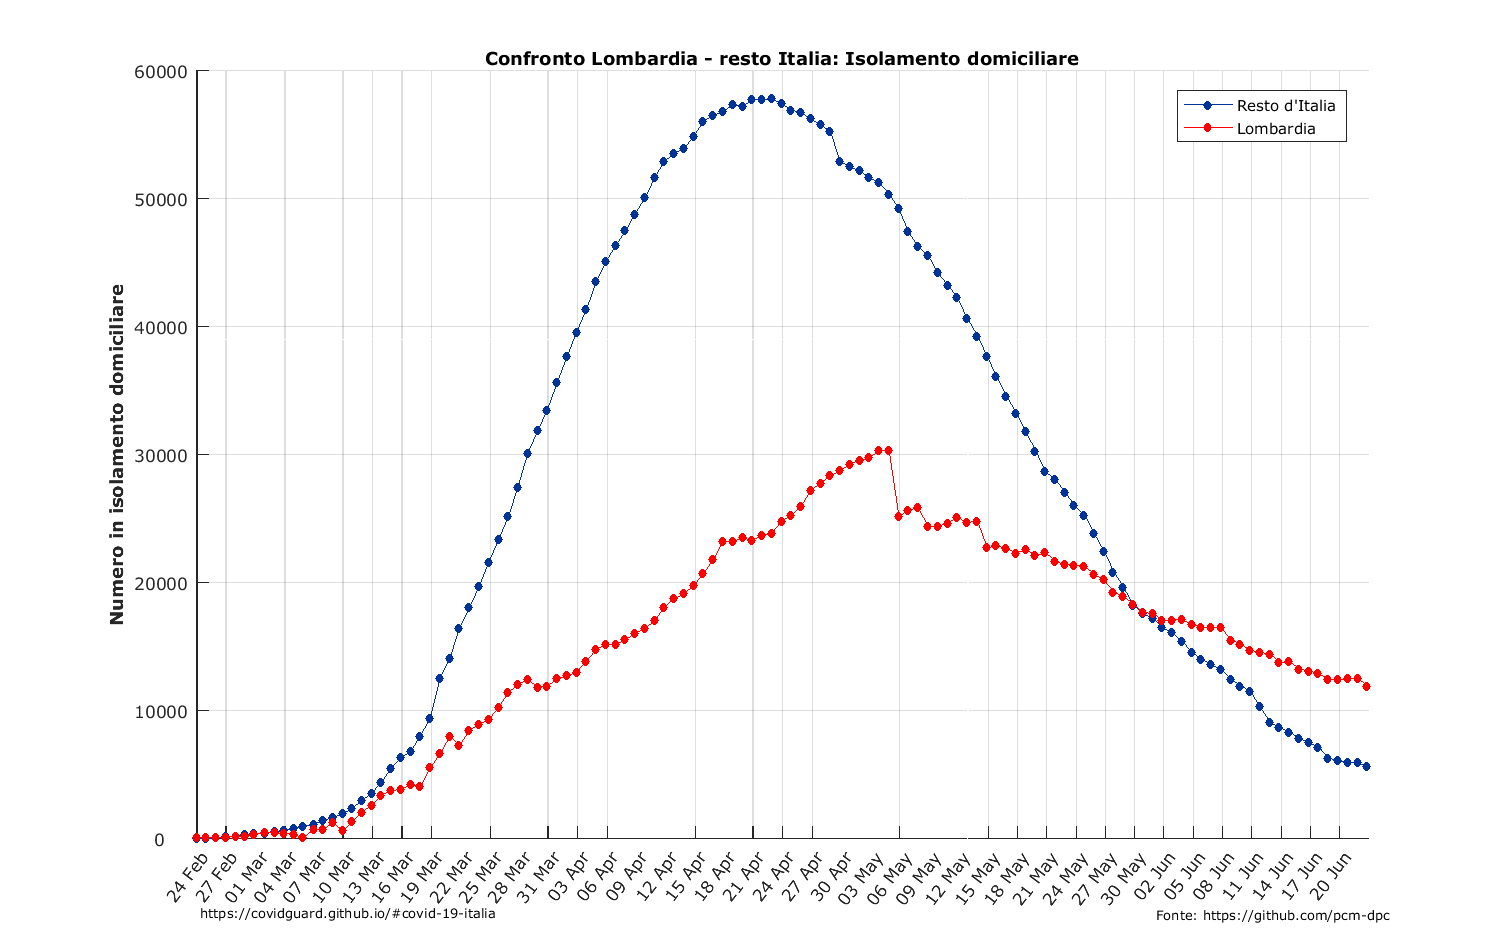 Confronto Lombardia - resto Italia: Isolamento domiciliare
Resto d'Italia
Lombardia
Numero in isolamento domiciliare
60000
50000
40000
30000
20000
10000
0
24 Feb
27 Feb
01 Mar
04 Mar
07 Mar
10 Mar
13 Mar
16 Mar
19 Mar
22 Mar
25 Mar
28 Mar
31 Mar
03 Apr
06 Apr
09 Apr
12 Apr
15 Apr
18 Apr
21 Apr
24 Apr
27 Apr
30 Apr
03 May
06 May
09 May
12 May
15 May
18 May
21 May
24 May
27 May
30 May
02 Jun
05 Jun
08 Jun
11 Jun
14 Jun
17 Jun
20 Jun
https://covidguard.github.io/#covid-19-italia
Fonte: https://github.com/pcm-dpc